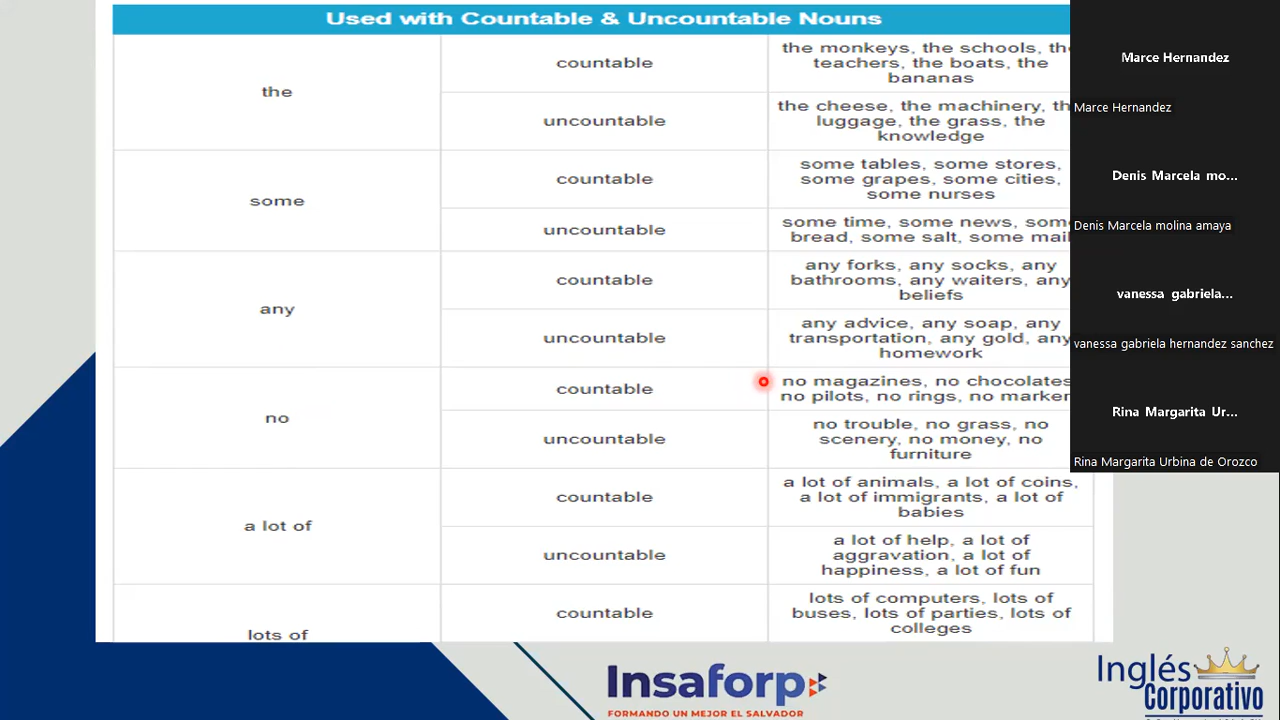 Used with Countable & Uncountable Nouns
the
countable
the monkeys, the schools, the
teachers, the boats, the
bananas
uncountable
the cheese, the machinery, th
luggage, the grass, the
knowledge
some
countable
some tables, some stores,
some grapes, some cities,
some nurses
uncountable
some time, some news, som
bread, some salt, some mail
any
countable
any forks, any socks, any
bathrooms, any waiters, any
beliefs
uncountable
any advice, any soap, any
transportation, any gold, any
homework
no
countable
no magazines, no chocolates
no pilots, no rings, no marker
uncountable
no trouble, no grass, no
scenery, no money, no
furniture
a lot of
countable
a lot of animals, a lot of coins,
a lot of immigrants, a lot of
babies
uncountable
a lot of help, a lot of
aggravation, a lot of
happiness, a lot of fun
lots of
countable
lots of computers, lots of
buses, lots of parties, lots of
colleges
Marce Hernandez
Marce Hernandez
Denis Marcela mo...
Denis Marcela molina amaya
vanessa gabriela...
vanessa gabriela hernandez sanchez
Rina Margarita Ur...
Rina Margarita Urbina de Orozco
Insaforp
FORMANDO UN MEJOR EL SALVADOR
Inglés
Corporativo